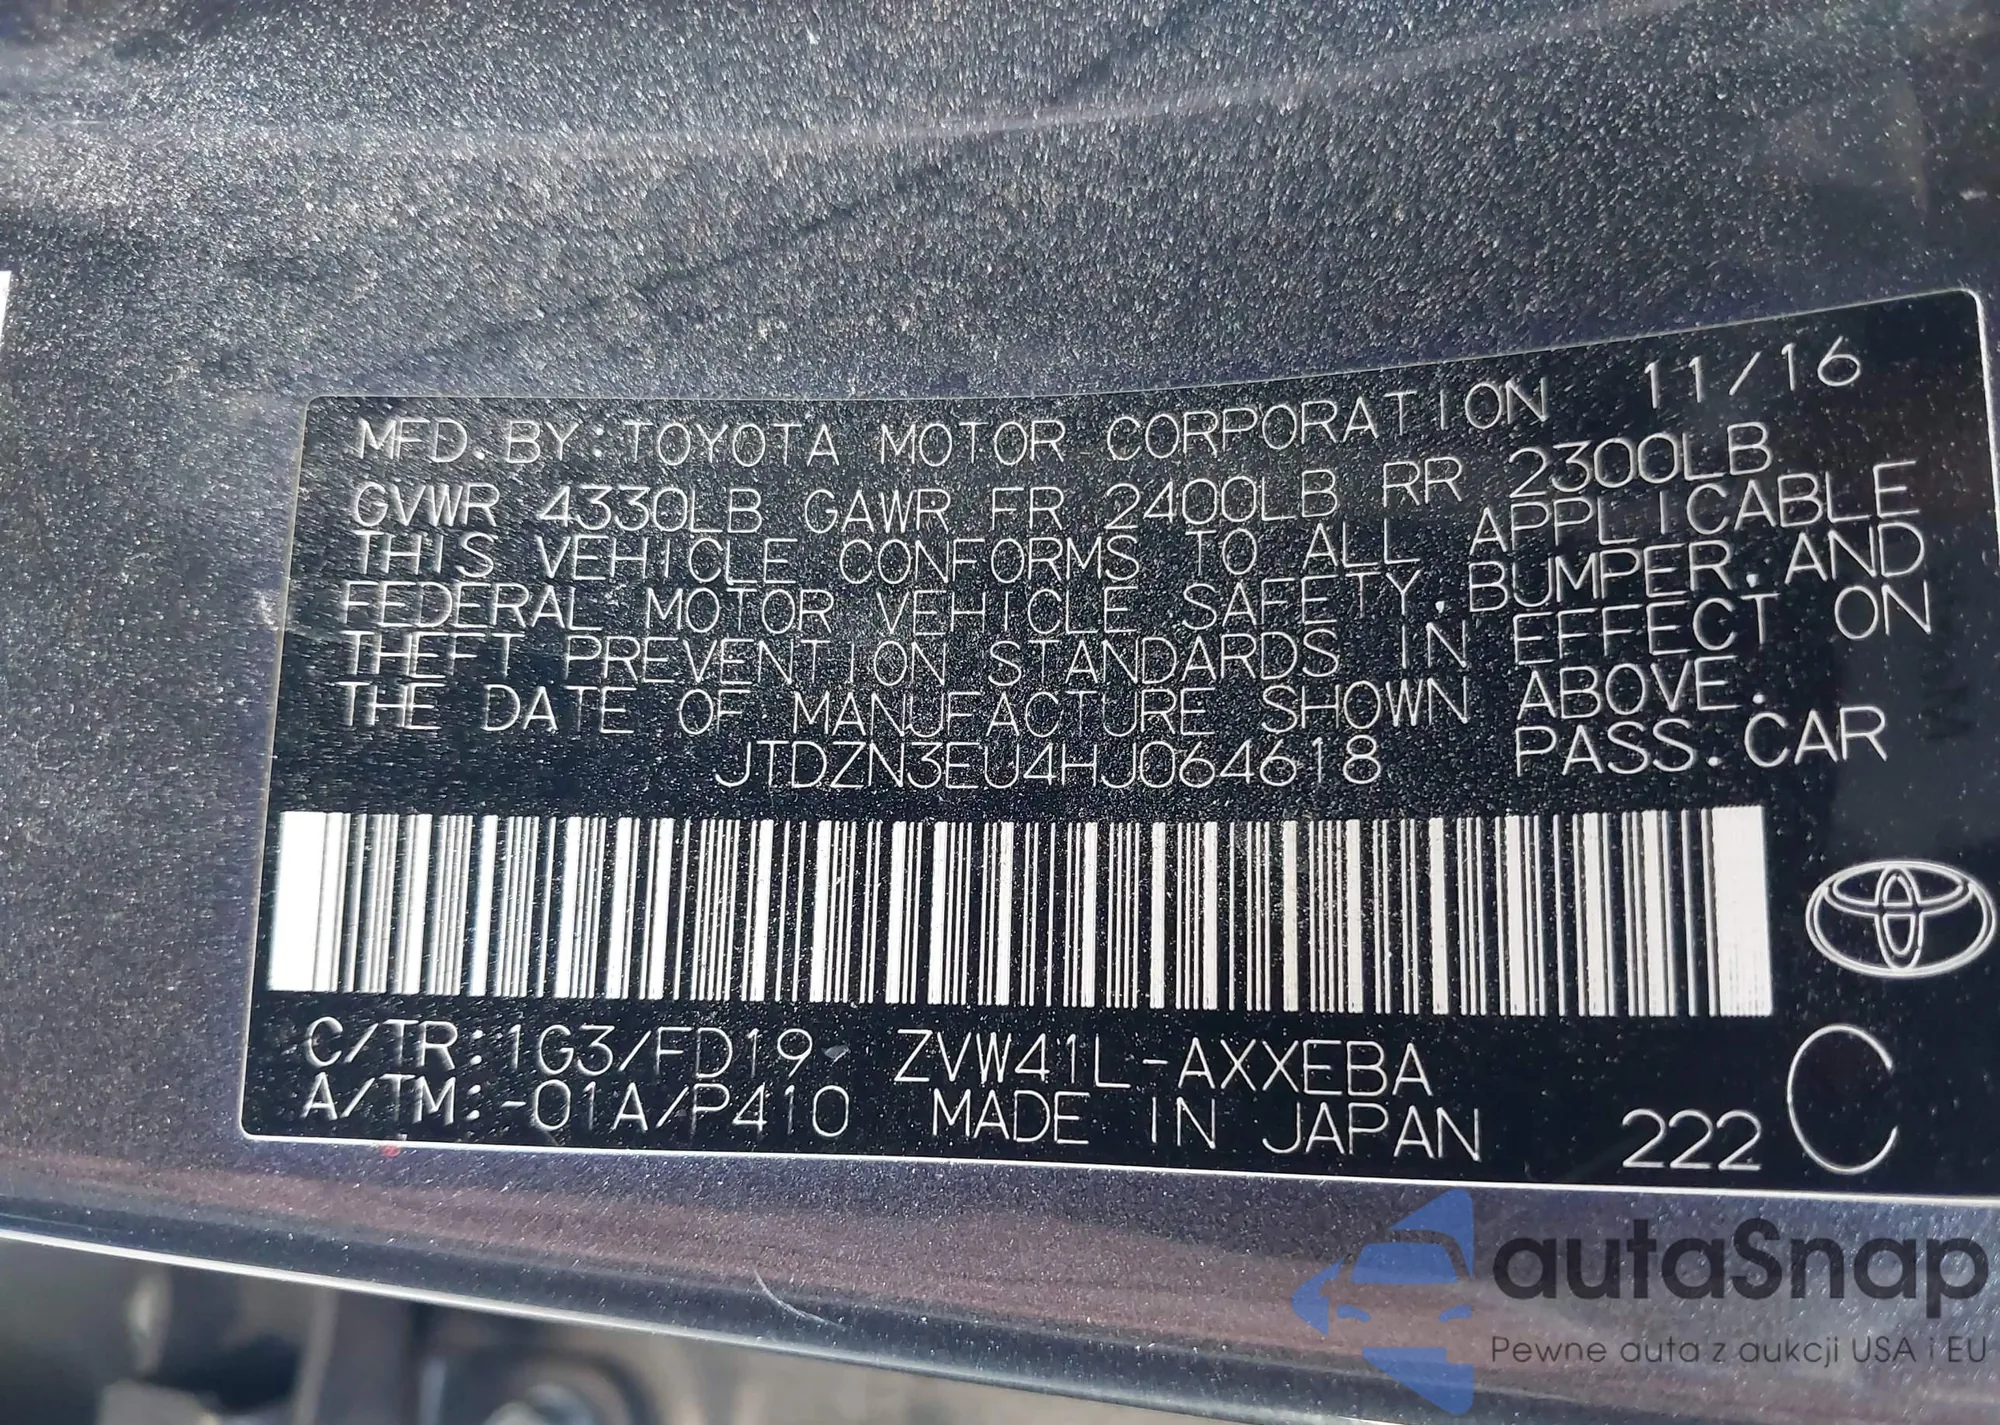 MFD.BY:TOYOTA MOTOR CORPORATION 11/16
GVWR 4330LB GAWR FR 2400LB RR 2300LB
THIS VEHICLE CONFORMS TO ALL APPLICABLE
FEDERAL MOTOR VEHICLE SAFETY,BUMPER,AND
THEFT PREVENTION STANDARDS IN EFFECT ON
THE DATE OF MANUFACTURE SHOWN ABOVE.
JTDZN3EU4HJ064618 PASS.CAR
C/TR:1G3/FD19 ZVW41L-AXXEBA
A/TM:-01A/P410 MADE IN JAPAN 222 C
autaSnap
Pewne auta z aukcji USA i EU